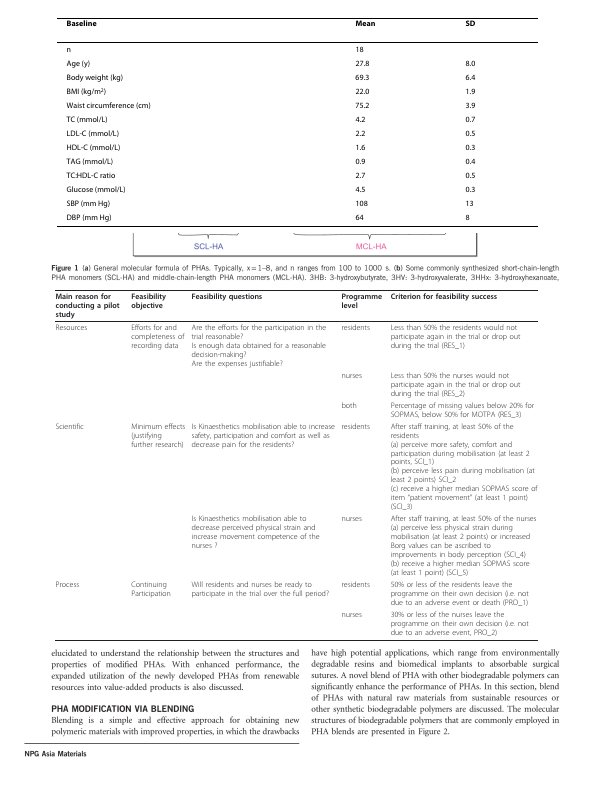 Baseline Mean SD
n 18
Age (y) 27.8 8.0
Body weight (kg) 69.3 6.4
BMI (kg/m²) 22.0 1.9
Waist circumference (cm) 75.2 3.9
TC (mmol/L) 4.2 0.7
LDL-C (mmol/L) 2.2 0.5
HDL-C (mmol/L) 1.6 0.3
TAG (mmol/L) 0.9 0.4
TC:HDL-C ratio 2.7 0.5
Glucose (mmol/L) 4.5 0.3
SBP (mm Hg) 108 13
DBP (mm Hg) 64 8
SCL-HA MCL-HA
Figure 1 (a) General molecular formula of PHAs. Typically, x=1–8, and n ranges from 100 to 1000 s. (b) Some commonly synthesized short-chain-length
PHA monomers (SCL-HA) and middle-chain-length PHA monomers (MCL-HA). 3HB: 3-hydroxybutyrate, 3HV: 3-hydroxyvalerate, 3HHx: 3-hydroxyhexanoate,
Main reason for conducting a pilot study
Feasibility objective
Feasibility questions
Programme level
Criterion for feasibility success
Resources
Efforts for and
completeness of
recording data
Are the efforts for the participation in the
trial reasonable?
Is enough data obtained for a reasonable
decision-making?
Are the expenses justifiable?
residents
Less than 50% the residents would not
participate again in the trial or drop out
during the trial (RES_1)
nurses
Less than 50% the nurses would not
participate again in the trial or drop out
during the trial (RES_2)
both
Percentage of missing values below 20% for
SOPMAS, below 50% for MOTPA (RES_3)
Scientific
Minimum effects
(justifying
further research)
Is Kinaesthetics mobilisation able to increase
safety, participation and comfort as well as
decrease pain for the residents?
residents
After staff training, at least 50% of the
residents
(a) perceive more safety, comfort and
participation during mobilisation (at least 2
points, SCI_1)
(b) perceive less pain during mobilisation (at
least 2 points) SCI_2
(c) receive a higher median SOPMAS score of
item "patient movement" (at least 1 point)
(SCI_3)
Is Kinaesthetics mobilisation able to
decrease perceived physical strain and
increase movement competence of the
nurses ?
nurses
After staff training, at least 50% of the nurses
(a) perceive less physical strain during
mobilisation (at least 2 points) or increased
Borg values can be ascribed to
improvements in body perception (SCI_4)
(b) receive a higher median SOPMAS score
(at least 1 point) (SCI_5)
Process
Continuing
Participation
Will residents and nurses be ready to
participate in the trial over the full period?
residents
50% or less of the residents leave the
programme on their own decision (i.e. not
due to an adverse event or death (PRO_1)
nurses
30% or less of the nurses leave the
programme on their own decision (i.e. not
due to an adverse event, PRO_2)
elucidated to understand the relationship between the structures and
properties of modified PHAs. With enhanced performance, the
expanded utilization of the newly developed PHAs from renewable
resources into value-added products is also discussed.
PHA MODIFICATION VIA BLENDING
Blending is a simple and effective approach for obtaining new
polymeric materials with improved properties, in which the drawbacks
have high potential applications, which range from environmentally
degradable resins and biomedical implants to absorbable surgical
sutures. A novel blend of PHA with other biodegradable polymers can
significantly enhance the performance of PHAs. In this section, blend
of PHAs with natural raw materials from sustainable resources or
other synthetic biodegradable polymers are discussed. The molecular
structures of biodegradable polymers that are commonly employed in
PHA blends are presented in Figure 2.
NPG Asia Materials